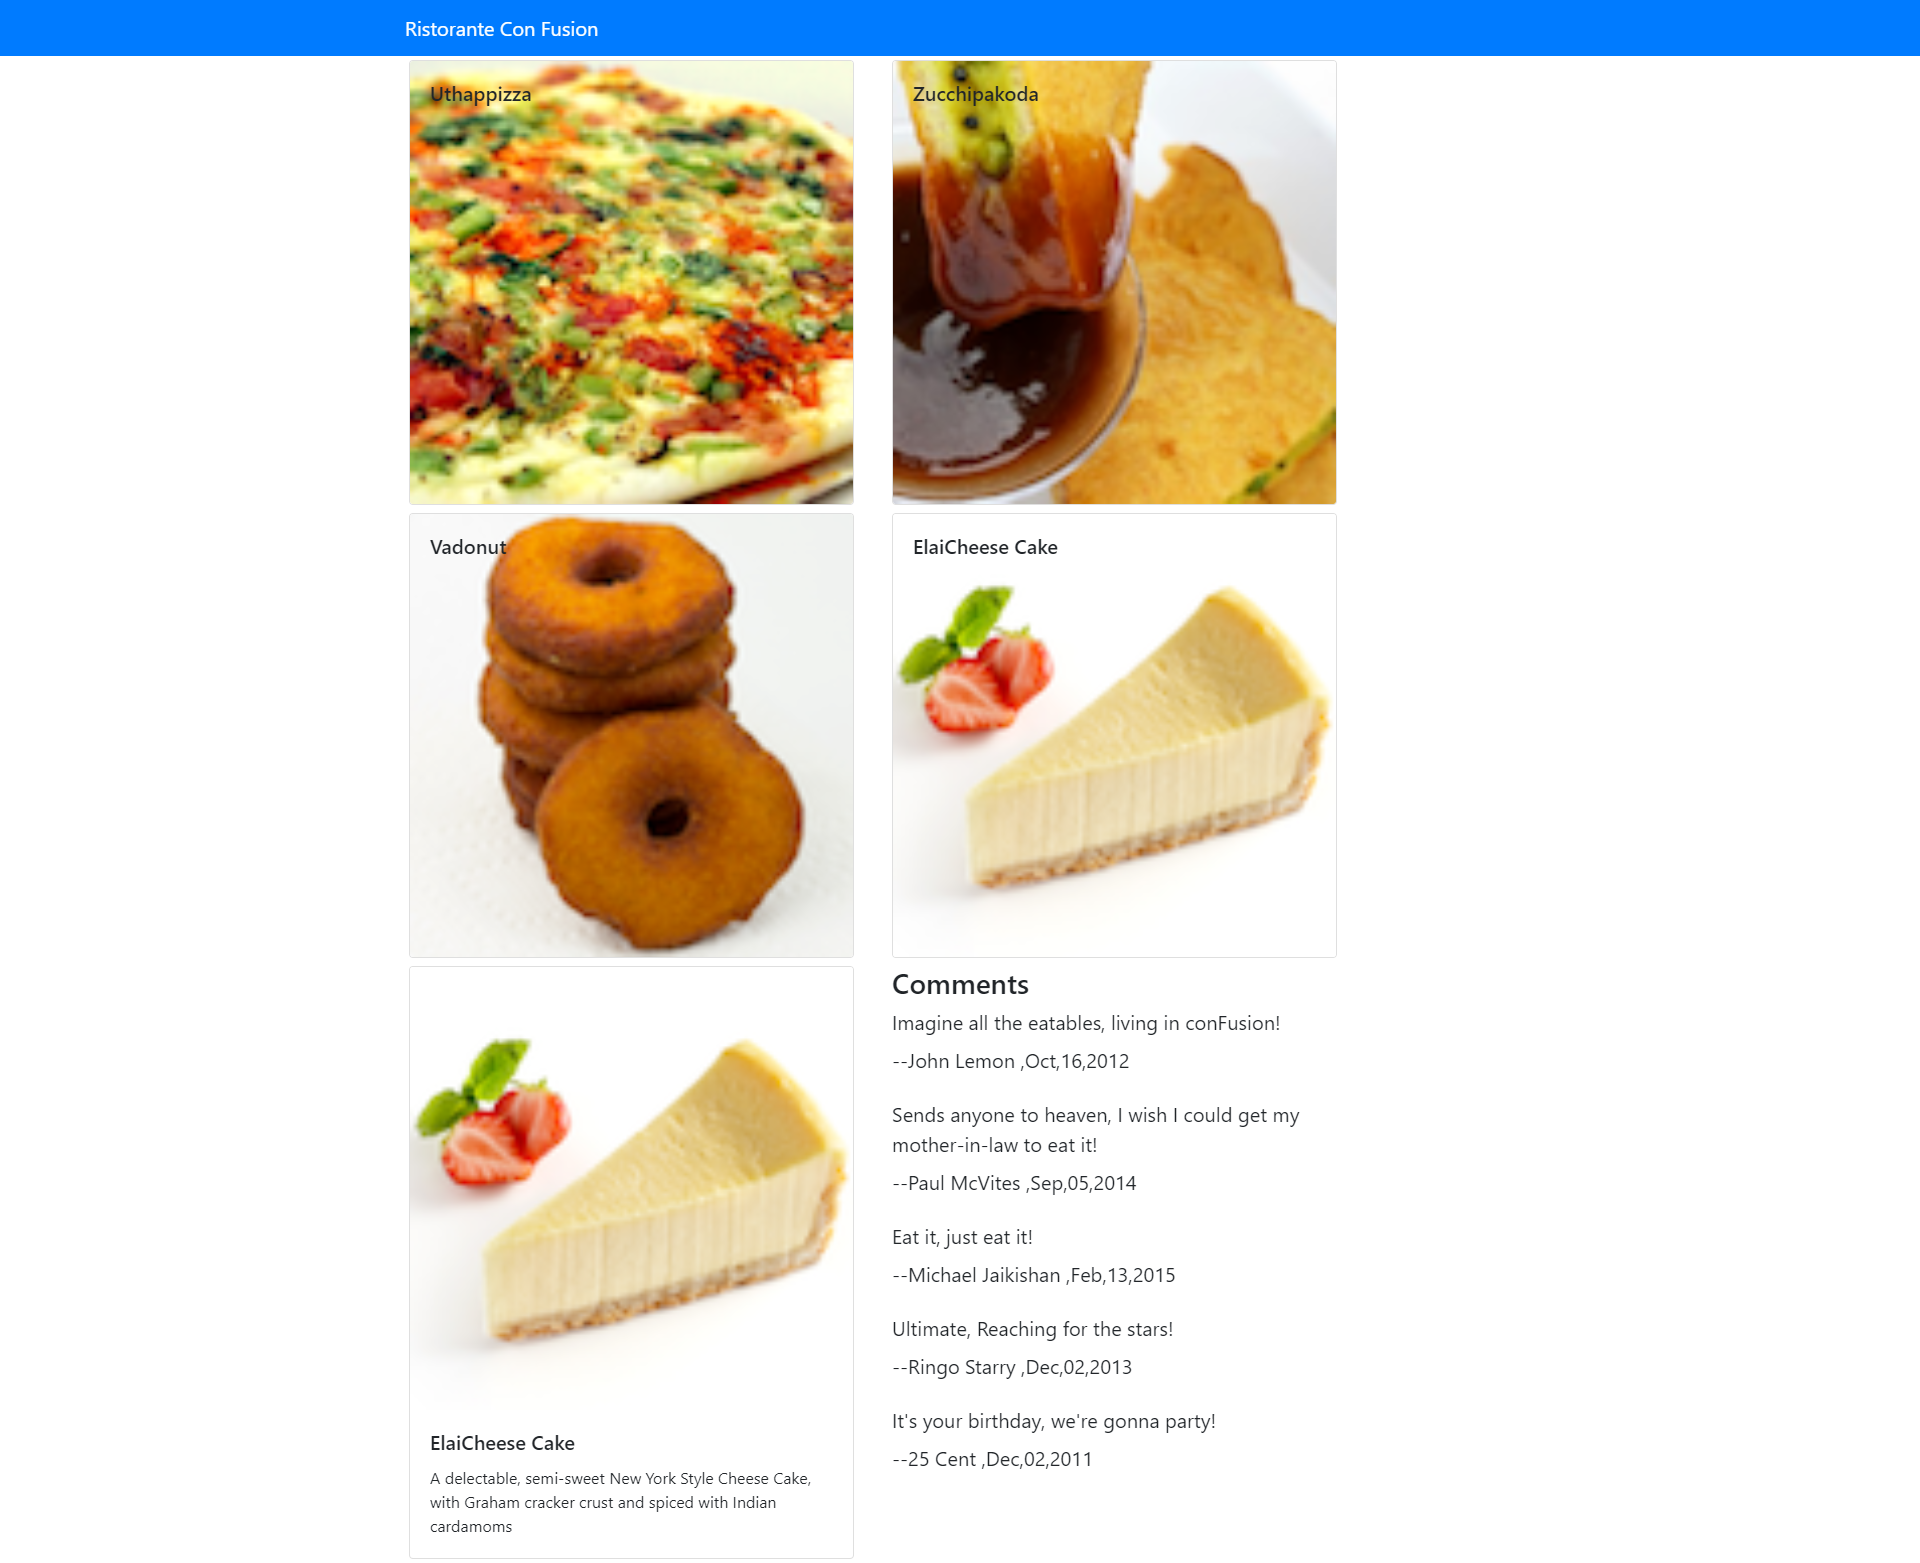 Ristorante Con Fusion
Uthappizza
Zucchipakoda
Vadonut
ElaiCheese Cake
ElaiCheese Cake
A delectable, semi-sweet New York Style Cheese Cake,
with Graham cracker crust and spiced with Indian
cardamoms
Comments
Imagine all the eatables, living in conFusion!
--John Lemon ,Oct,16,2012
Sends anyone to heaven, I wish I could get my
mother-in-law to eat it!
--Paul McVites ,Sep,05,2014
Eat it, just eat it!
--Michael Jaikishan ,Feb,13,2015
Ultimate, Reaching for the stars!
--Ringo Starry ,Dec,02,2013
It's your birthday, we're gonna party!
--25 Cent ,Dec,02,2011